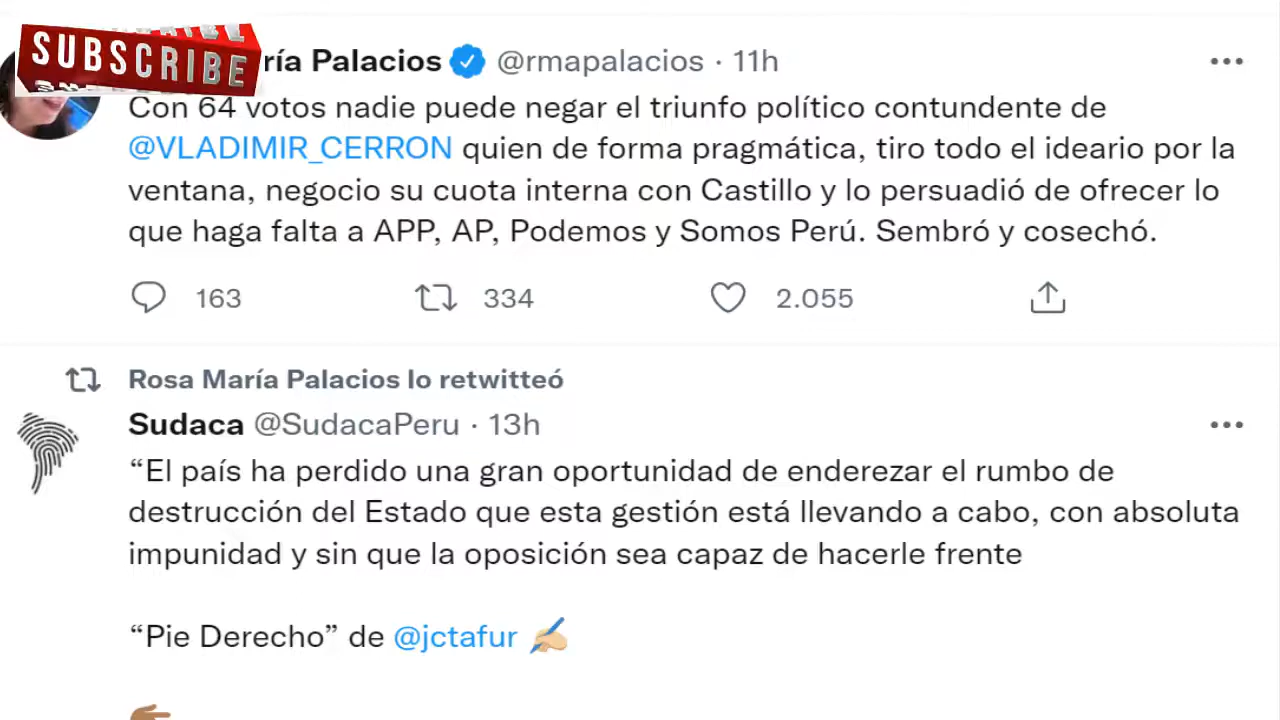 SUBSCRIBE
ría Palacios @rmapalacios · 11h
Con 64 votos nadie puede negar el triunfo político contundente de
@VLADIMIR_CERRON quien de forma pragmática, tiro todo el ideario por la
ventana, negocio su cuota interna con Castillo y lo persuadió de ofrecer lo
que haga falta a APP, AP, Podemos y Somos Perú. Sembró y cosechó.
163 334 2.055
Rosa María Palacios lo retwitteó
Sudaca @SudacaPeru · 13h
“El país ha perdido una gran oportunidad de enderezar el rumbo de
destrucción del Estado que esta gestión está llevando a cabo, con absoluta
impunidad y sin que la oposición sea capaz de hacerle frente
“Pie Derecho” de @jctafur